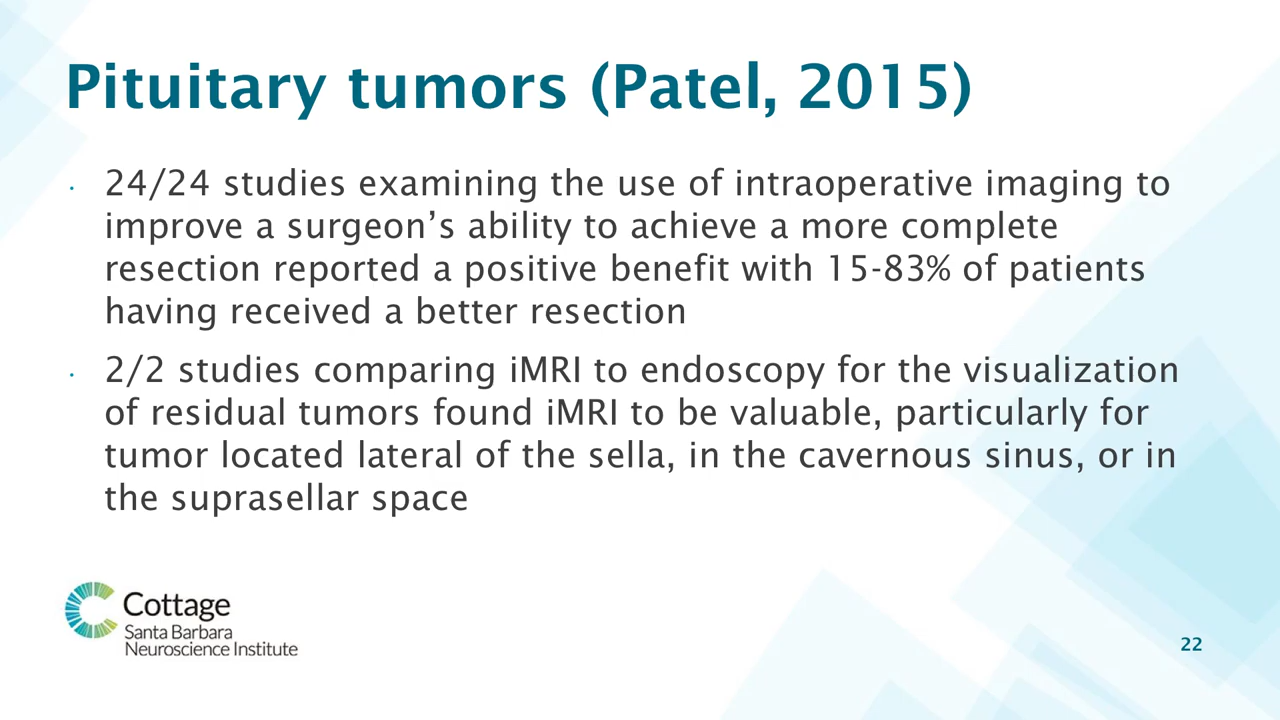 Pituitary tumors (Patel, 2015)
· 24/24 studies examining the use of intraoperative imaging to
improve a surgeon’s ability to achieve a more complete
resection reported a positive benefit with 15-83% of patients
having received a better resection
· 2/2 studies comparing iMRI to endoscopy for the visualization
of residual tumors found iMRI to be valuable, particularly for
tumor located lateral of the sella, in the cavernous sinus, or in
the suprasellar space
Cottage
Santa Barbara
Neuroscience Institute
22